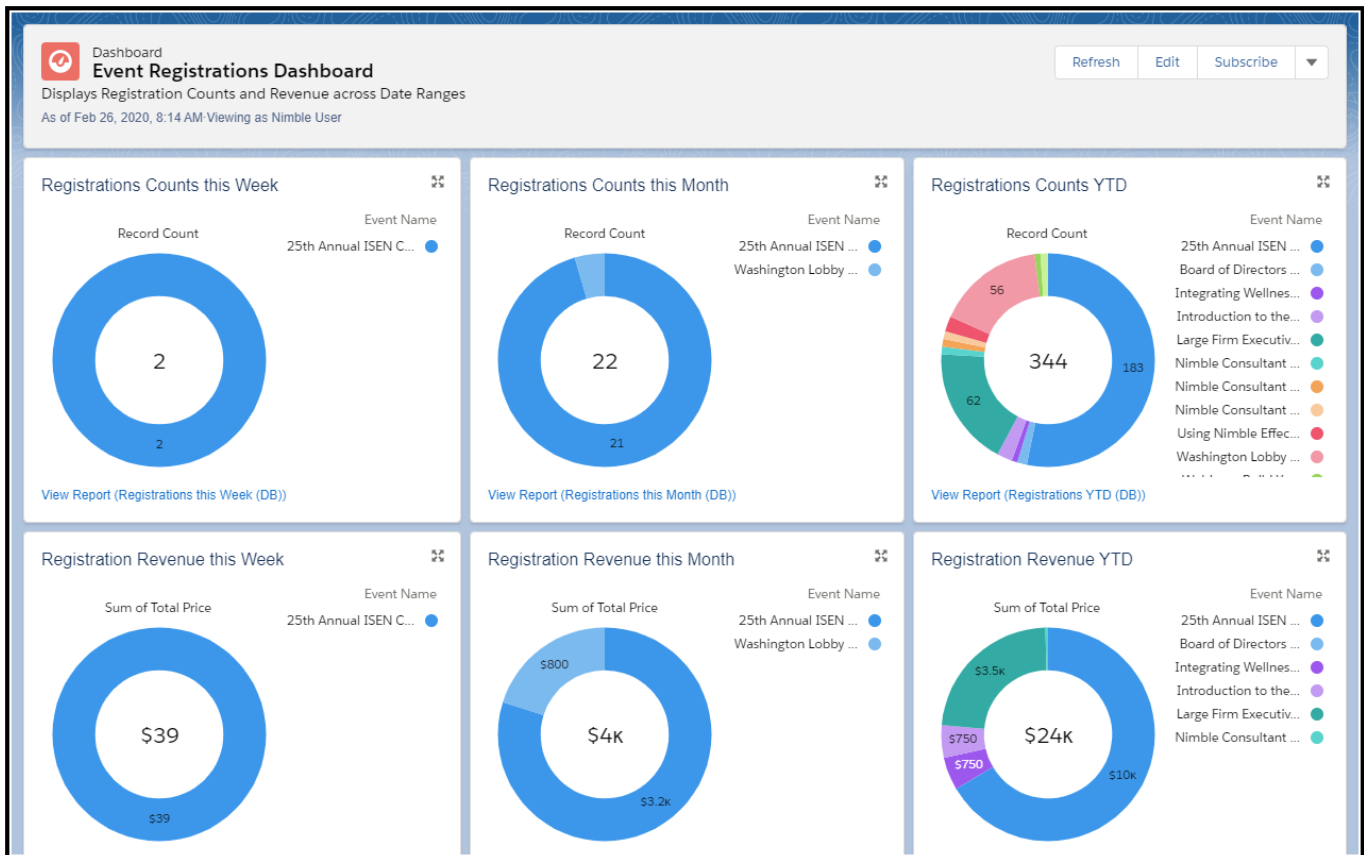 Dashboard
Event Registrations Dashboard
Displays Registration Counts and Revenue across Date Ranges
As of Feb 26, 2020, 8:14 AM·Viewing as Nimble User
Refresh
Edit
Subscribe
Registrations Counts this Week
Event Name
Record Count
25th Annual ISEN C...
2
2
View Report (Registrations this Week (DB))
Registrations Counts this Month
Event Name
Record Count
25th Annual ISEN ...
Washington Lobby ...
22
21
View Report (Registrations this Month (DB))
Registrations Counts YTD
Event Name
Record Count
25th Annual ISEN ...
Board of Directors ...
Integrating Wellnes...
Introduction to the...
Large Firm Executiv...
Nimble Consultant ...
Nimble Consultant ...
Nimble Consultant ...
Using Nimble Effec...
Washington Lobby ...
56
344
183
62
View Report (Registrations YTD (DB))
Registration Revenue this Week
Event Name
Sum of Total Price
25th Annual ISEN C...
$39
$39
Registration Revenue this Month
Event Name
Sum of Total Price
25th Annual ISEN ...
Washington Lobby ...
$800
$4K
$3.2K
Registration Revenue YTD
Event Name
Sum of Total Price
25th Annual ISEN ...
Board of Directors ...
Integrating Wellnes...
Introduction to the...
Large Firm Executiv...
Nimble Consultant ...
$3.5K
$750
$750
$24K
$10K